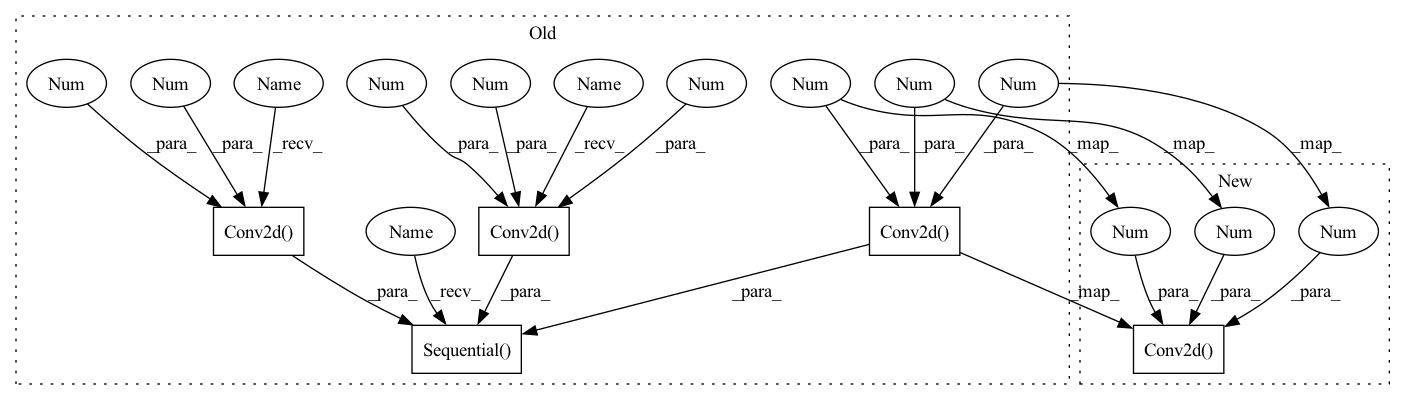 Old
Num Num Name Num Num Name Num Num Num Num
_para_ _para_ _recv_ _para_ _para_ _recv_ _para_ _para_ _para_ _para_ _map_ _map_ _map_
New
Conv2d() Name Conv2d() Conv2d() Num Num Num
_para_ _recv_ _para_ _para_ _map_ _para_ _para_ _para_
Sequential() Conv2d()